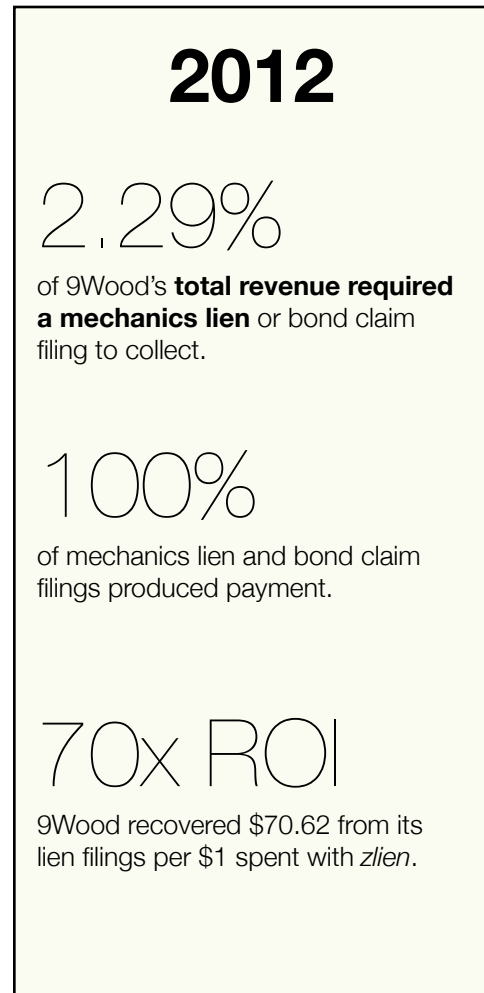 2012
2.29%
of 9Wood’s total revenue required
a mechanics lien or bond claim
filing to collect.
100%
of mechanics lien and bond claim
filings produced payment.
70x ROI
9Wood recovered $70.62 from its
lien filings per $1 spent with zlien.